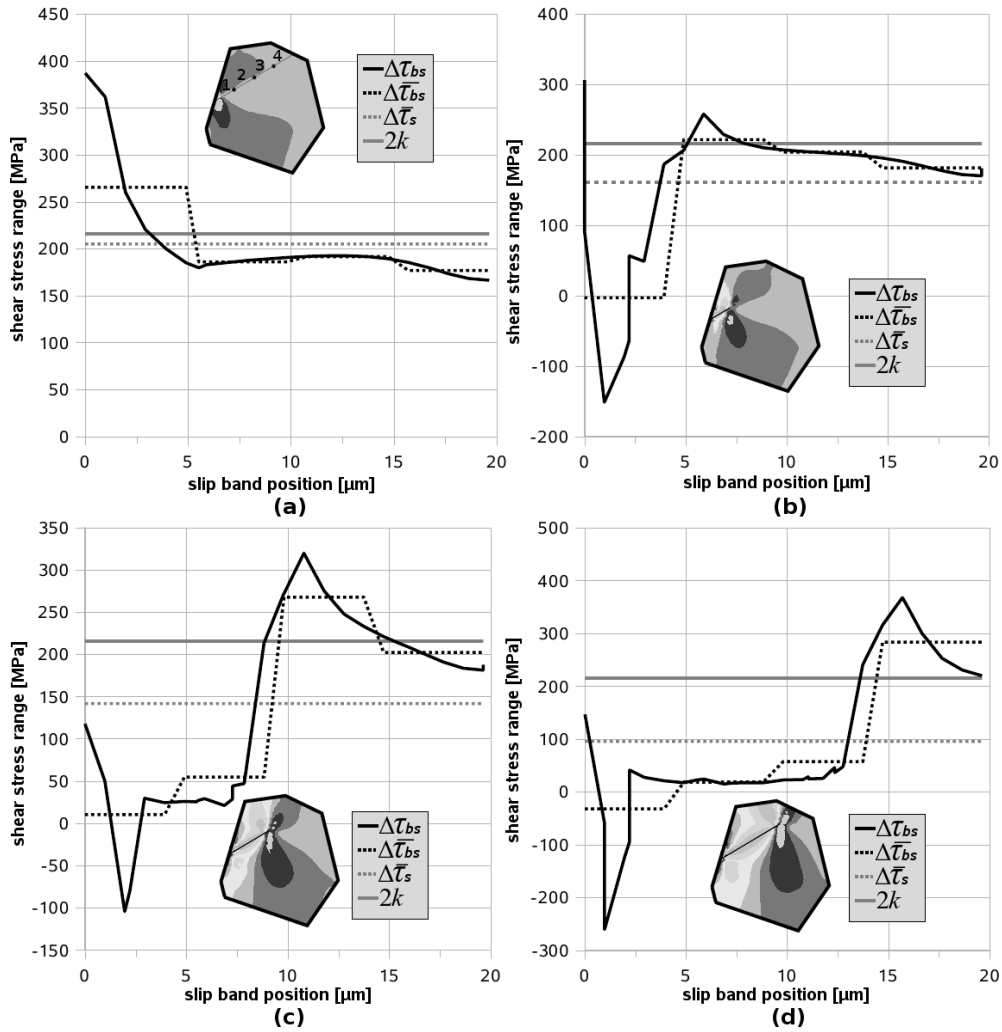 450
400
350
300
250
200
150
100
50
0
shear stress range [MPa]
0 5 10 15 20
slip band position [µm]
(a)
1 2 3 4
Δτbs
Δτ̅bs
Δτ̅s
2k
400
300
200
100
0
-100
-200
shear stress range [MPa]
0 5 10 15 20
slip band position [µm]
(b)
Δτbs
Δτ̅bs
Δτ̅s
2k
350
300
250
200
150
100
50
0
-50
-100
-150
shear stress range [MPa]
0 5 10 15 20
slip band position [µm]
(c)
Δτbs
Δτ̅bs
Δτ̅s
2k
500
400
300
200
100
0
-100
-200
-300
shear stress range [MPa]
0 5 10 15 20
slip band position [µm]
(d)
Δτbs
Δτ̅bs
Δτ̅s
2k